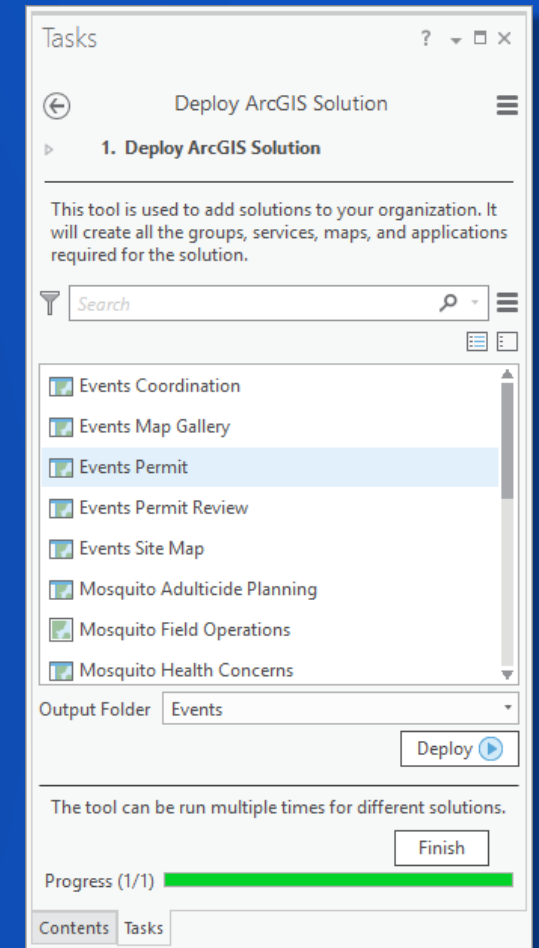 Tasks
?
Deploy ArcGIS Solution
1. Deploy ArcGIS Solution
This tool is used to add solutions to your organization. It
will create all the groups, services, maps, and applications
required for the solution.
Search
Events Coordination
Events Map Gallery
Events Permit
Events Permit Review
Events Site Map
Mosquito Adulticide Planning
Mosquito Field Operations
Mosquito Health Concerns
Output Folder Events
Deploy
The tool can be run multiple times for different solutions.
Finish
Progress (1/1)
Contents Tasks